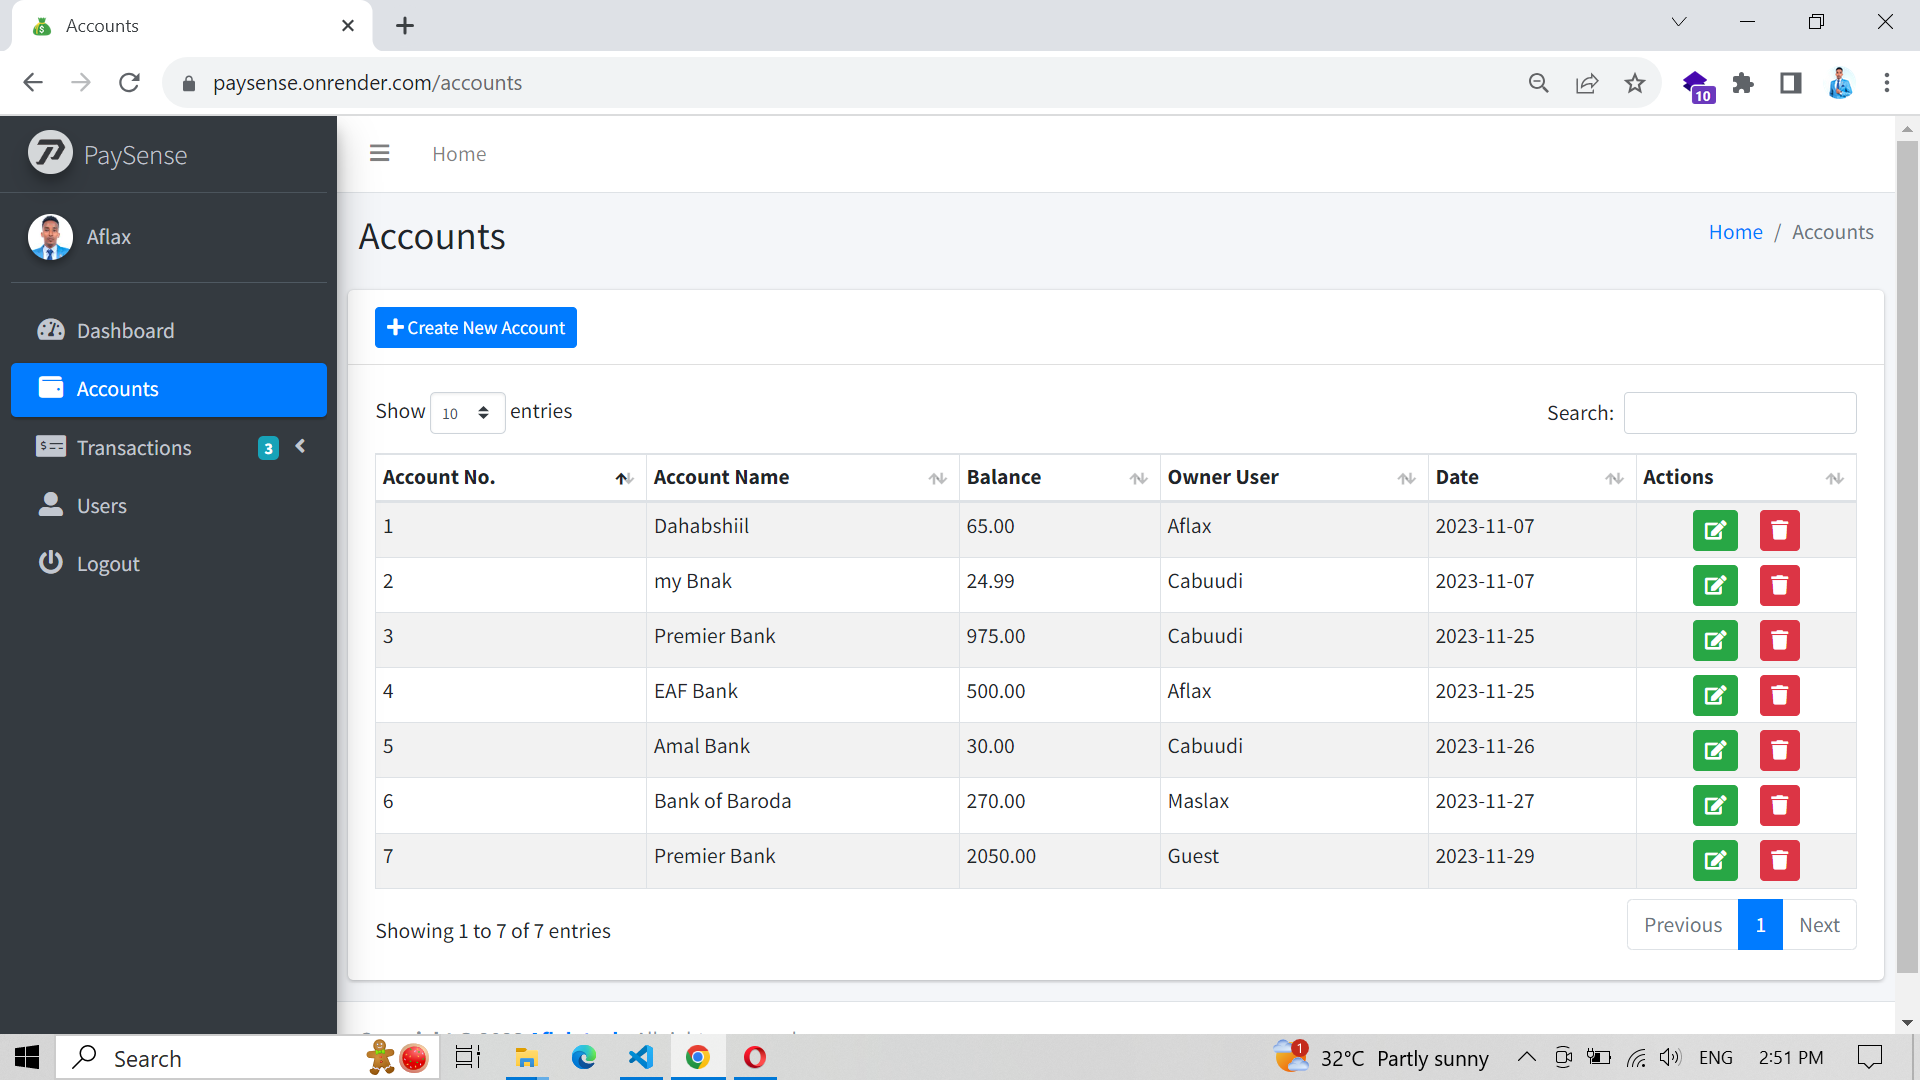 Accounts
paysense.onrender.com/accounts
10
PaySense
Home
Aflax
Accounts
Home / Accounts
Dashboard
Create New Account
Accounts
Show 10 entries
Search:
Transactions 3
Account No. Account Name Balance Owner User Date Actions
Users
1 Dahabshiil 65.00 Aflax 2023-11-07
Logout
2 my Bnak 24.99 Cabuudi 2023-11-07
3 Premier Bank 975.00 Cabuudi 2023-11-25
4 EAF Bank 500.00 Aflax 2023-11-25
5 Amal Bank 30.00 Cabuudi 2023-11-26
6 Bank of Baroda 270.00 Maslax 2023-11-27
7 Premier Bank 2050.00 Guest 2023-11-29
Showing 1 to 7 of 7 entries
Previous 1 Next
Search
1 32°C Partly sunny ENG 2:51 PM